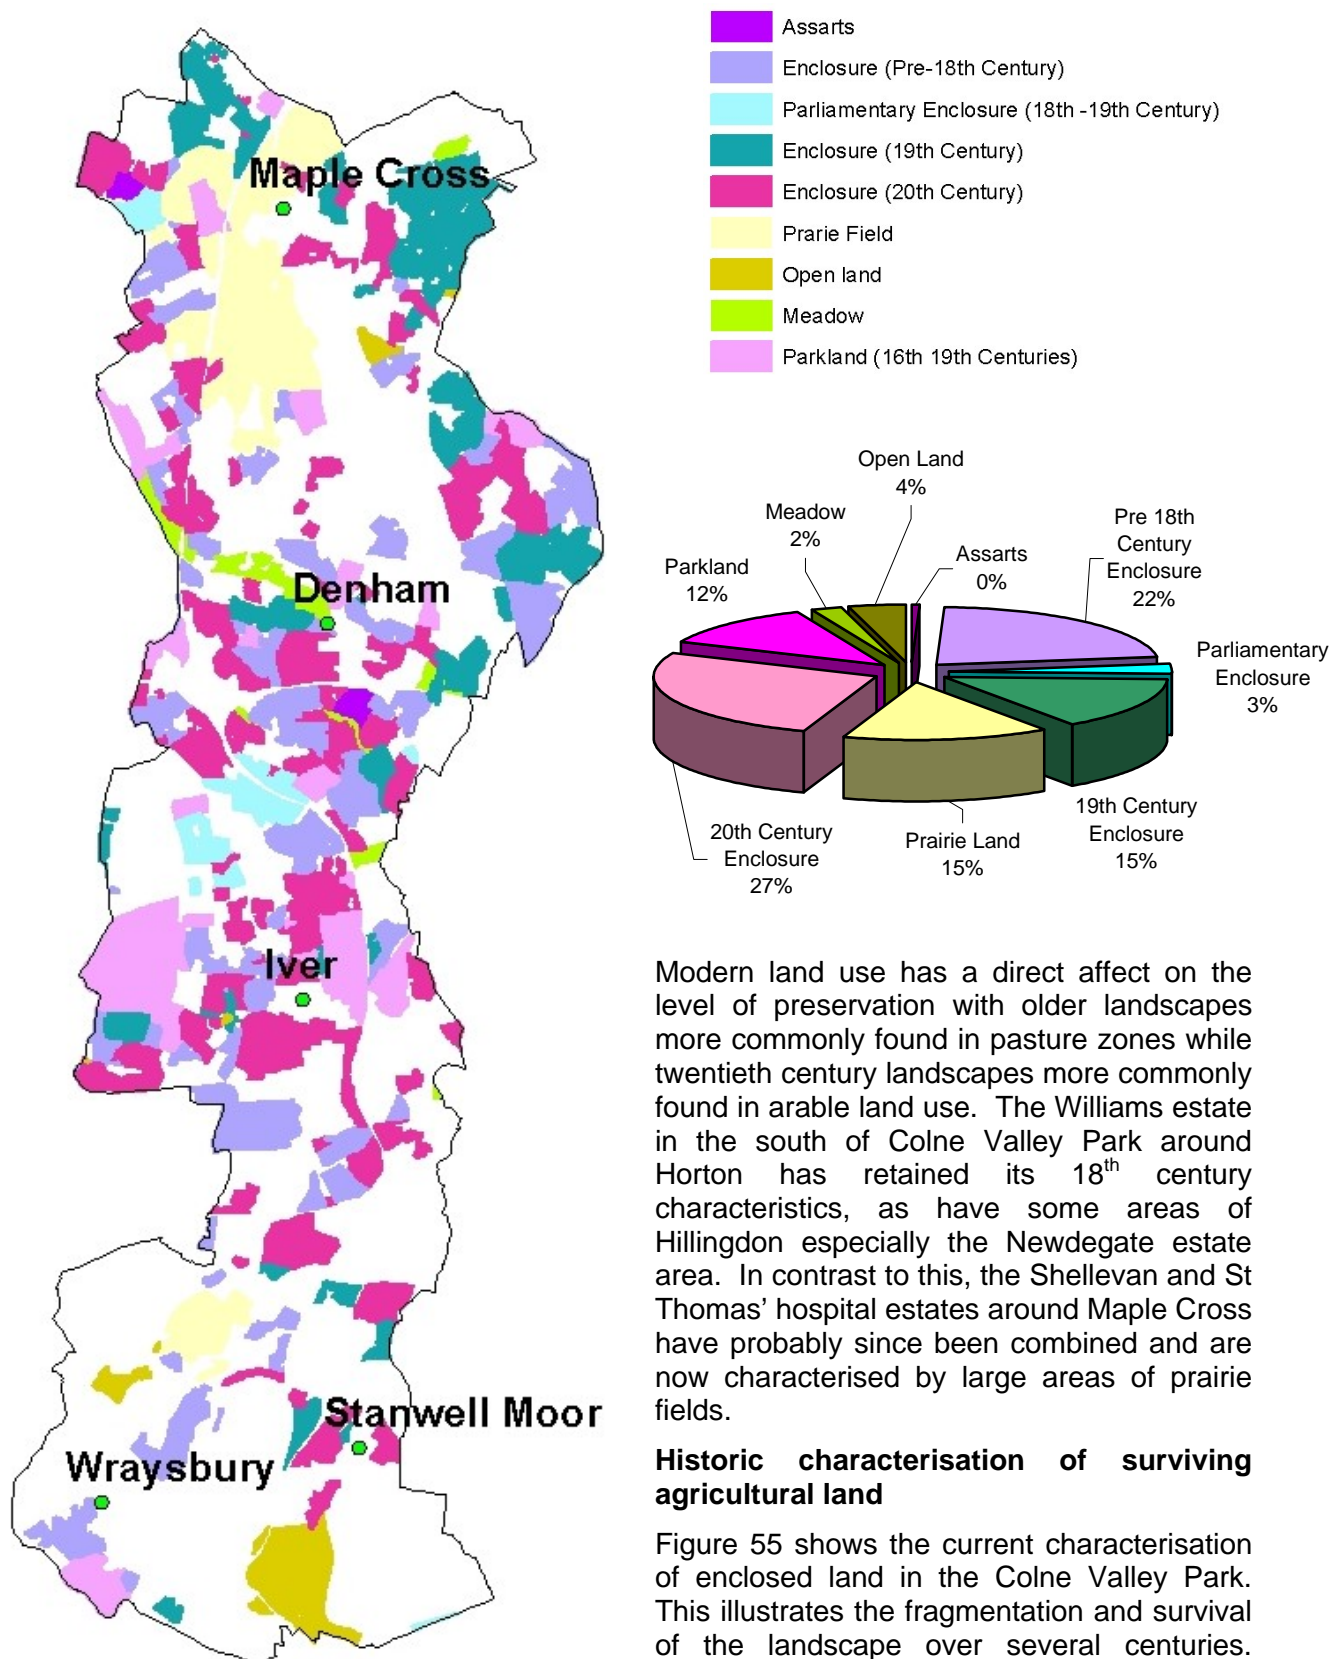 Assarts
Enclosure (Pre-18th Century)
Parliamentary Enclosure (18th -19th Century)
Enclosure (19th Century)
Enclosure (20th Century)
Prarie Field
Open land
Meadow
Parkland (16th 19th Centuries)
Maple Cross
Denham
Iver
Stanwell Moor
Wraysbury
Open Land
4%
Meadow
2%
Parkland
12%
Assarts
0%
Pre 18th
Century
Enclosure
22%
Parliamentary
Enclosure
3%
19th Century
Enclosure
15%
Prairie Land
15%
20th Century
Enclosure
27%
Modern land use has a direct affect on the
level of preservation with older landscapes
more commonly found in pasture zones while
twentieth century landscapes more commonly
found in arable land use. The Williams estate
in the south of Colne Valley Park around
Horton has retained its 18th century
characteristics, as have some areas of
Hillingdon especially the Newdegate estate
area. In contrast to this, the Shellevan and St
Thomas’ hospital estates around Maple Cross
have probably since been combined and are
now characterised by large areas of prairie
fields.
Historic characterisation of surviving
agricultural land
Figure 55 shows the current characterisation
of enclosed land in the Colne Valley Park.
This illustrates the fragmentation and survival
of the landscape over several centuries.